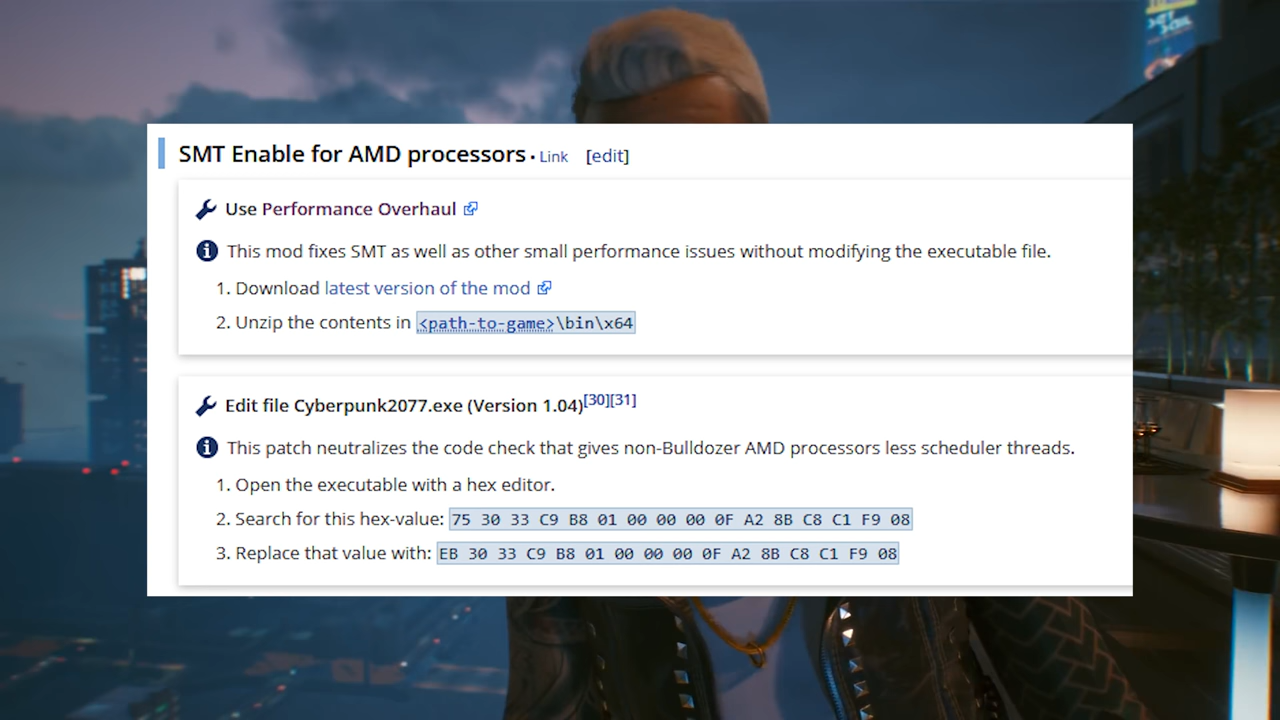 SMT Enable for AMD processors • Link [edit]
Use Performance Overhaul
This mod fixes SMT as well as other small performance issues without modifying the executable file.
1. Download latest version of the mod
2. Unzip the contents in <path-to-game>\bin\x64
Edit file Cyberpunk2077.exe (Version 1.04)[30][31]
This patch neutralizes the code check that gives non-Bulldozer AMD processors less scheduler threads.
1. Open the executable with a hex editor.
2. Search for this hex-value: 75 30 33 C9 B8 01 00 00 00 0F A2 8B C8 C1 F9 08
3. Replace that value with: EB 30 33 C9 B8 01 00 00 00 0F A2 8B C8 C1 F9 08